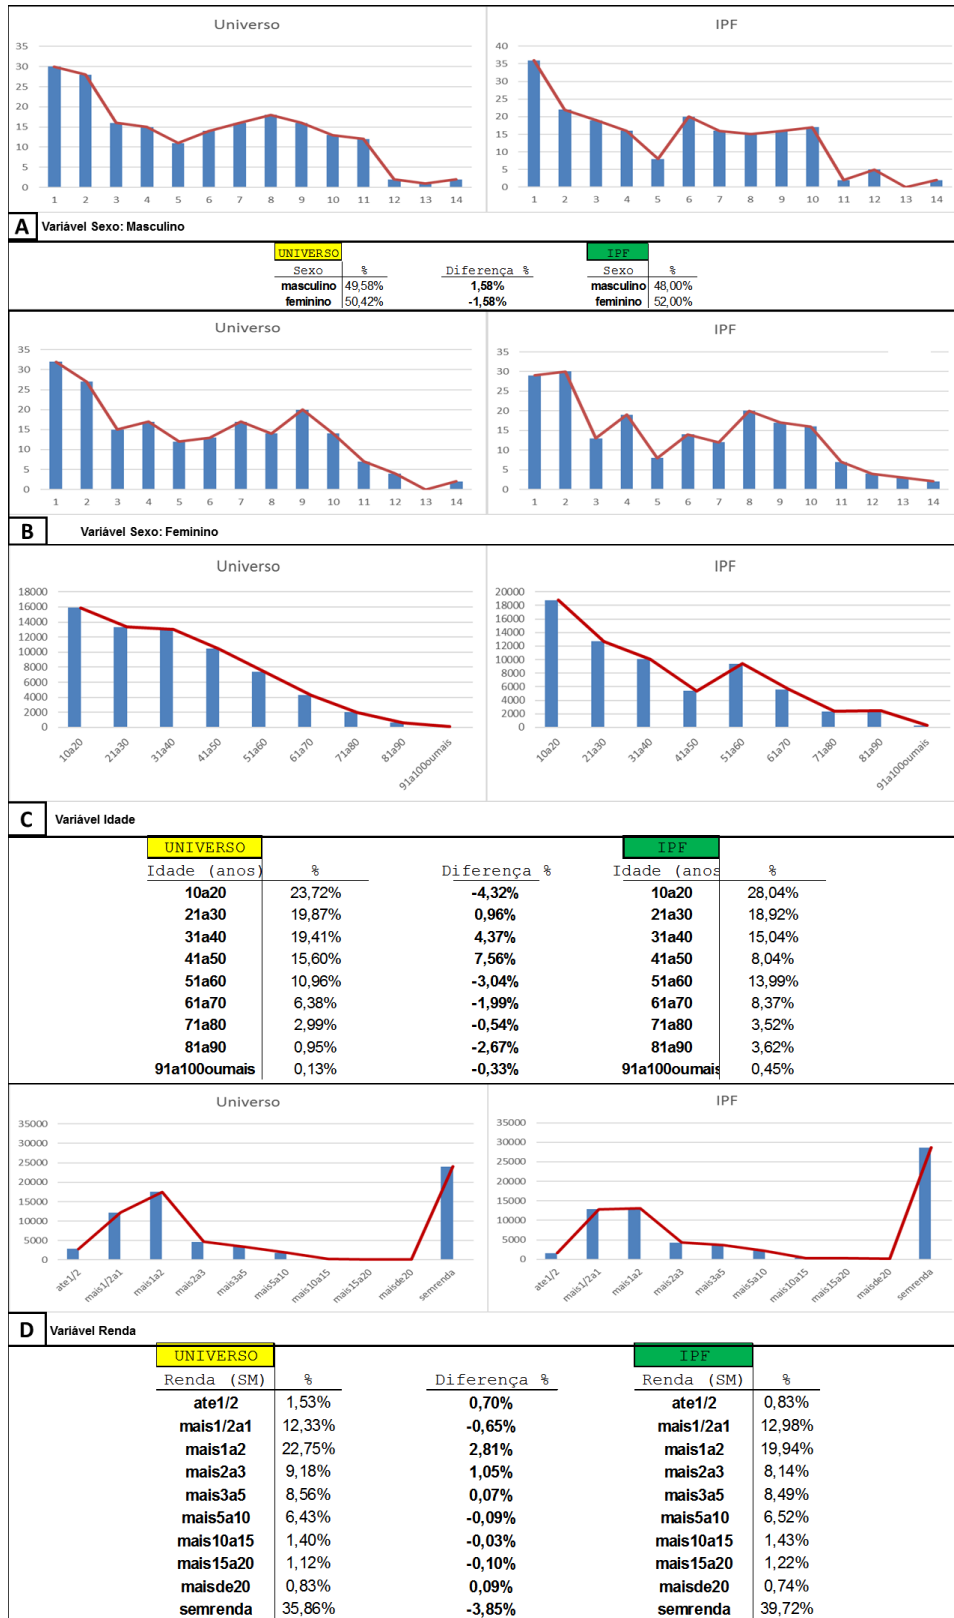 Universo
IPF
35 30 25 20 15 10 5 0
40 35 30 25 20 15 10 5 0
1 2 3 4 5 6 7 8 9 10 11 12 13 14
1 2 3 4 5 6 7 8 9 10 11 12 13 14
A Variável Sexo: Masculino
UNIVERSO IPF
Sexo % Diferença % Sexo %
masculino 49,58% 1,58% masculino 48,00%
feminino 50,42% -1,58% feminino 52,00%
Universo
IPF
35 30 25 20 15 10 5 0
35 30 25 20 15 10 5 0
1 2 3 4 5 6 7 8 9 10 11 12 13 14
1 2 3 4 5 6 7 8 9 10 11 12 13 14
B Variável Sexo: Feminino
Universo
IPF
18000 16000 14000 12000 10000 8000 6000 4000 2000 0
20000 18000 16000 14000 12000 10000 8000 6000 4000 2000 0
10a20 21a30 31a40 41a50 51a60 61a70 71a80 81a90 91a100oumais
10a20 21a30 31a40 41a50 51a60 61a70 71a80 81a90 91a100oumais
C Variável Idade
UNIVERSO IPF
Idade (anos) % Diferença % Idade (anos %
10a20 23,72% -4,32% 10a20 28,04%
21a30 19,87% 0,96% 21a30 18,92%
31a40 19,41% 4,37% 31a40 15,04%
41a50 15,60% 7,56% 41a50 8,04%
51a60 10,96% -3,04% 51a60 13,99%
61a70 6,38% -1,99% 61a70 8,37%
71a80 2,99% -0,54% 71a80 3,52%
81a90 0,95% -2,67% 81a90 3,62%
91a100oumais 0,13% -0,33% 91a100oumais 0,45%
Universo
IPF
35000 30000 25000 20000 15000 10000 5000 0
35000 30000 25000 20000 15000 10000 5000 0
ate1/2 mais1/2a1 mais1a2 mais2a3 mais3a5 mais5a10 mais10a15 mais15a20 maisde20 semrenda
ate1/2 mais1/2a1 mais1a2 mais2a3 mais3a5 mais5a10 mais10a15 mais15a20 maisde20 semrenda
D Variável Renda
UNIVERSO IPF
Renda (SM) % Diferença % Renda (SM) %
ate1/2 1,53% 0,70% ate1/2 0,83%
mais1/2a1 12,33% -0,65% mais1/2a1 12,98%
mais1a2 22,75% 2,81% mais1a2 19,94%
mais2a3 9,18% 1,05% mais2a3 8,14%
mais3a5 8,56% 0,07% mais3a5 8,49%
mais5a10 6,43% -0,09% mais5a10 6,52%
mais10a15 1,40% -0,03% mais10a15 1,43%
mais15a20 1,12% -0,10% mais15a20 1,22%
maisde20 0,83% 0,09% maisde20 0,74%
semrenda 35,86% -3,85% semrenda 39,72%